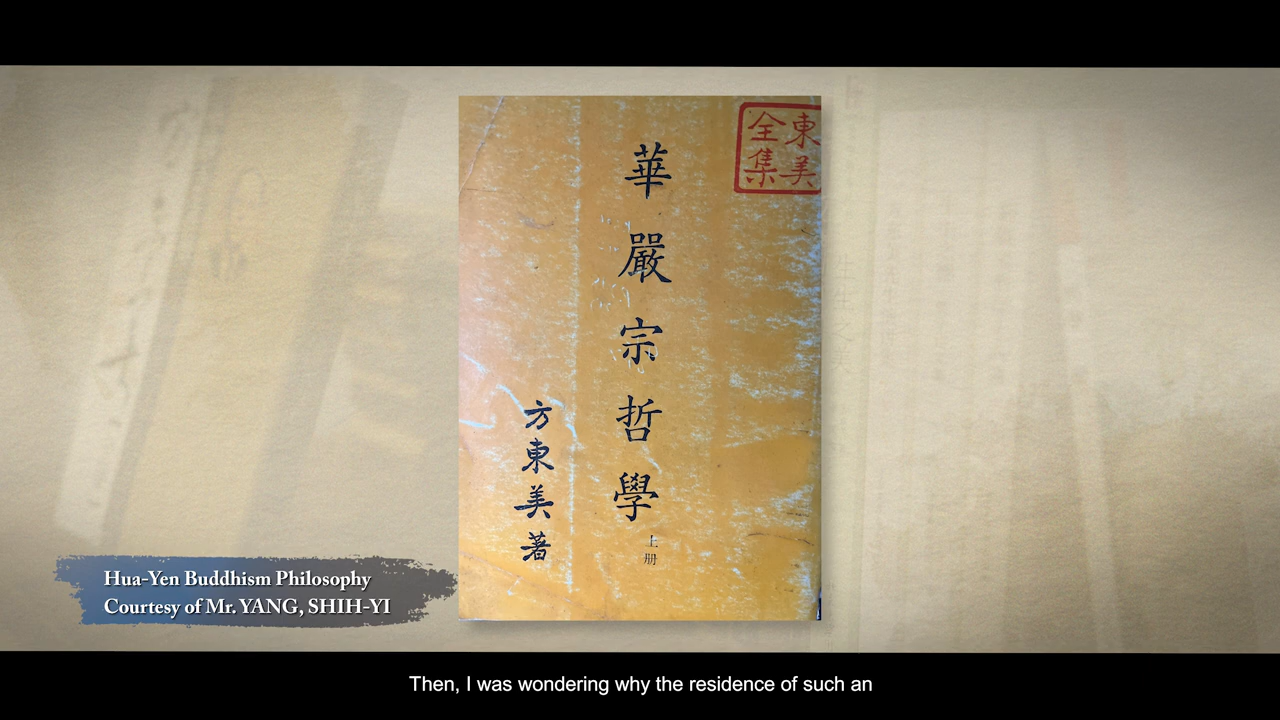 東美
全集
華嚴宗哲學
上册
方東美著
Hua-Yen Buddhism Philosophy
Courtesy of Mr. YANG, SHIH-YI
Then, I was wondering why the residence of such an